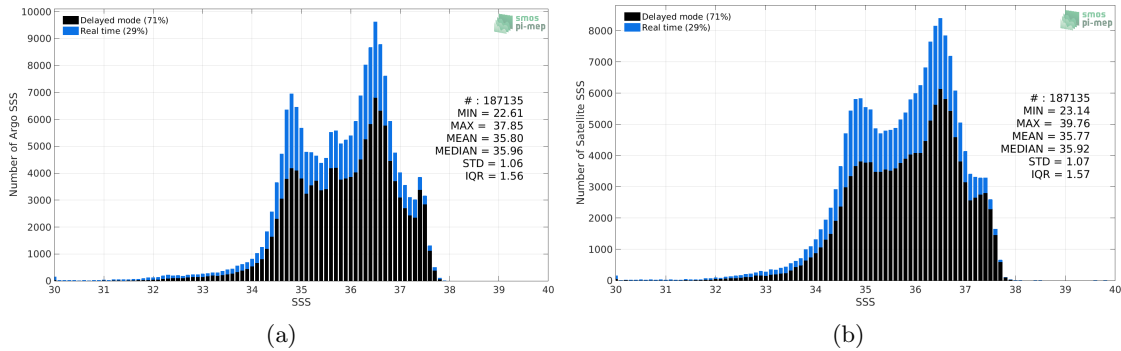 Delayed mode (71%)
Real time (29%)
smos
pi-mep
10000
9000
8000
7000
6000
5000
4000
3000
2000
1000
0
Number of Argo SSS
# : 187135
MIN = 22.61
MAX = 37.85
MEAN = 35.80
MEDIAN = 35.96
STD = 1.06
IQR = 1.56
30 31 32 33 34 35 36 37 38 39 40
SSS
(a)
Delayed mode (71%)
Real time (29%)
smos
pi-mep
8000
7000
6000
5000
4000
3000
2000
1000
0
Number of Satellite SSS
# : 187135
MIN = 23.14
MAX = 39.76
MEAN = 35.77
MEDIAN = 35.92
STD = 1.07
IQR = 1.57
30 31 32 33 34 35 36 37 38 39 40
SSS
(b)